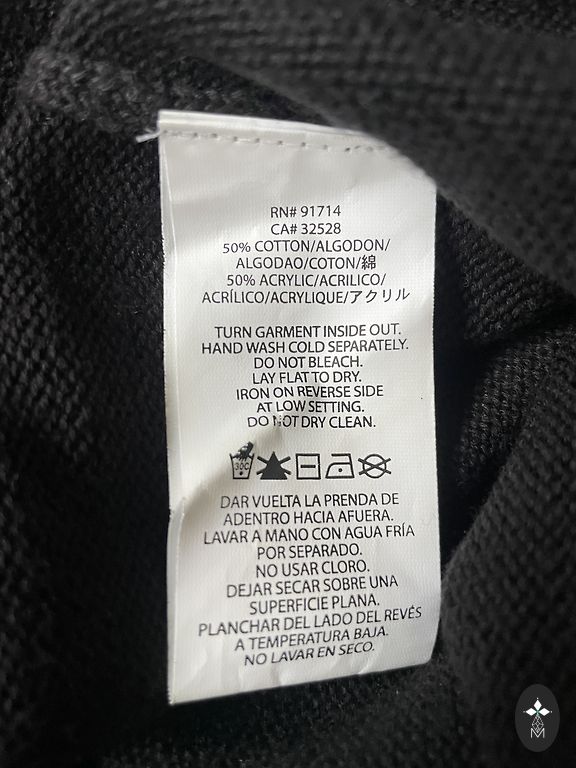 RN# 91714
CA# 32528
50% COTTON/ALGODON/
ALGODAO/COTON/綿
50% ACRYLIC/ACRILICO/
ACRÍLICO/ACRYLIQUE/アクリル
TURN GARMENT INSIDE OUT.
HAND WASH COLD SEPARATELY.
DO NOT BLEACH.
LAY FLAT TO DRY.
IRON ON REVERSE SIDE
AT LOW SETTING.
DO NOT DRY CLEAN.
30C
DAR VUELTA LA PRENDA DE
ADENTRO HACIA AFUERA.
LAVAR A MANO CON AGUA FRÍA
POR SEPARADO.
NO USAR CLORO.
DEJAR SECAR SOBRE UNA
SUPERFICIE PLANA.
PLANCHAR DEL LADO DEL REVÉS
A TEMPERATURA BAJA.
NO LAVAR EN SECO.
M